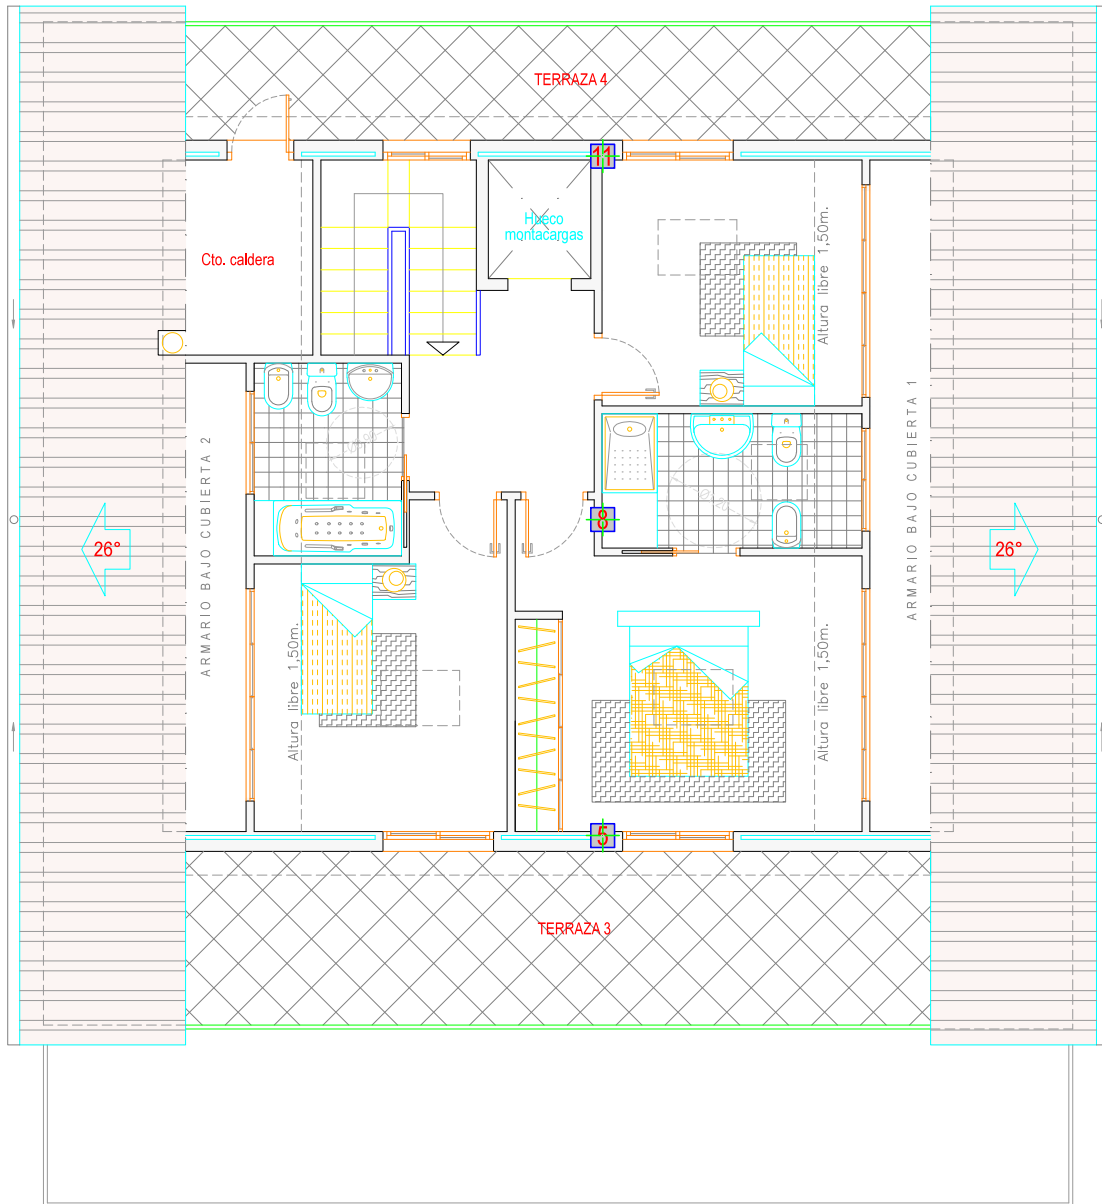 TERRAZA 4
11
Hueco
montacargas
Cto. caldera
Altura libre 1,50m.
ARMARIO BAJO CUBIERTA 1
ARMARIO BAJO CUBIERTA 2
8
26°
26°
Altura libre 1,50m.
Altura libre 1,50m.
5
TERRAZA 3